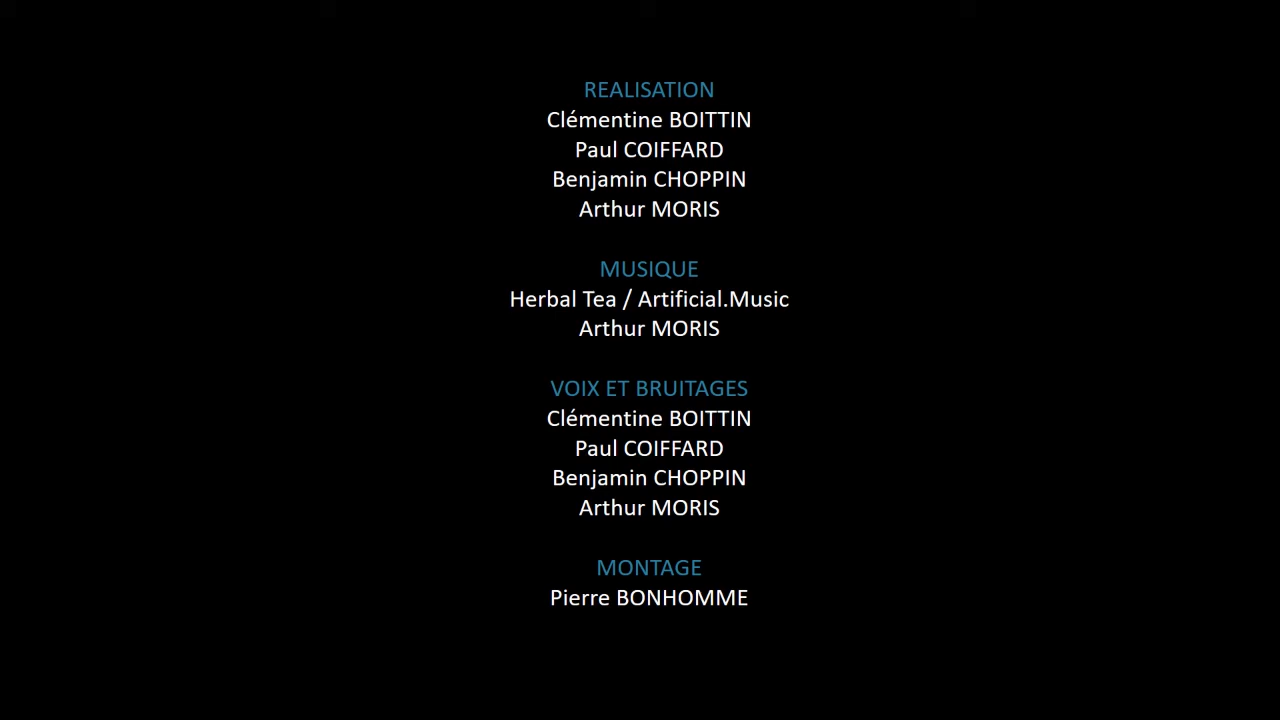 REALISATION
Clémentine BOITTIN
Paul COIFFARD
Benjamin CHOPPIN
Arthur MORIS
MUSIQUE
Herbal Tea / Artificial.Music
Arthur MORIS
VOIX ET BRUITAGES
Clémentine BOITTIN
Paul COIFFARD
Benjamin CHOPPIN
Arthur MORIS
MONTAGE
Pierre BONHOMME